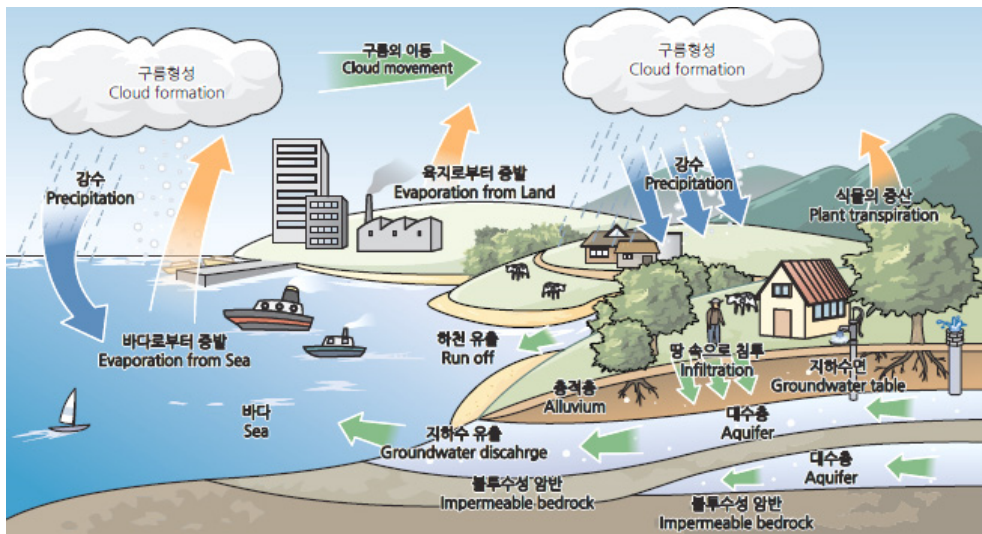 구름형성
Cloud formation
구름의 이동
Cloud movement
구름형성
Cloud formation
강수
Precipitation
육지로부터 증발
Evaporation from Land
강수
Precipitation
식물의 증산
Plant transpiration
바다로부터 증발
Evaporation from Sea
하천 유출
Run off
땅 속으로 침투
Infiltration
지하수면
Groundwater table
충적층
Alluvium
바다
Sea
지하수 유출
Groundwater discahrge
대수층
Aquifer
대수층
Aquifer
불투수성 암반
Impermeable bedrock
불투수성 암반
Impermeable bedrock